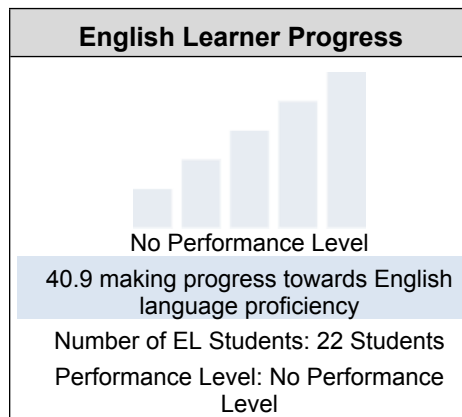 English Learner Progress
No Performance Level
40.9 making progress towards English
language proficiency
Number of EL Students: 22 Students
Performance Level: No Performance
Level